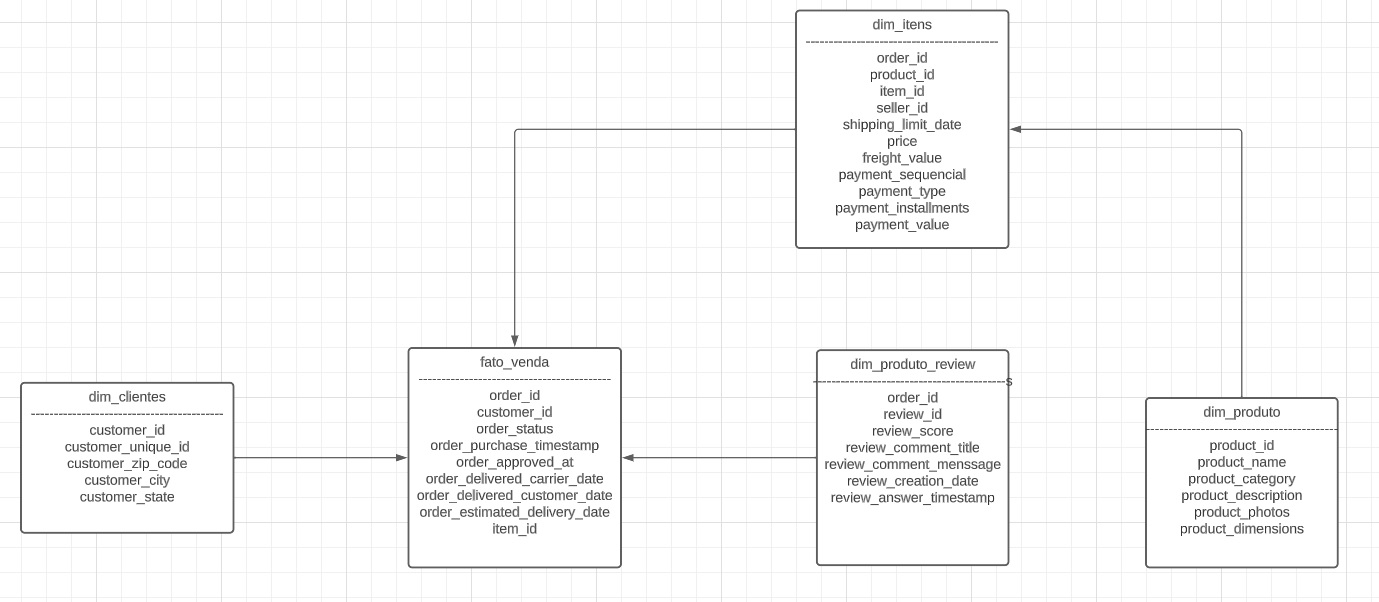 dim_itens
order_id
product_id
item_id
seller_id
shipping_limit_date
price
freight_value
payment_sequencial
payment_type
payment_installments
payment_value
dim_clientes
customer_id
customer_unique_id
customer_zip_code
customer_city
customer_state
fato_venda
order_id
customer_id
order_status
order_purchase_timestamp
order_approved_at
order_delivered_carrier_date
order_delivered_customer_date
order_estimated_delivery_date
item_id
dim_produto_review
s
order_id
review_id
review_score
review_comment_title
review_comment_menssage
review_creation_date
review_answer_timestamp
dim_produto
product_id
product_name
product_category
product_description
product_photos
product_dimensions